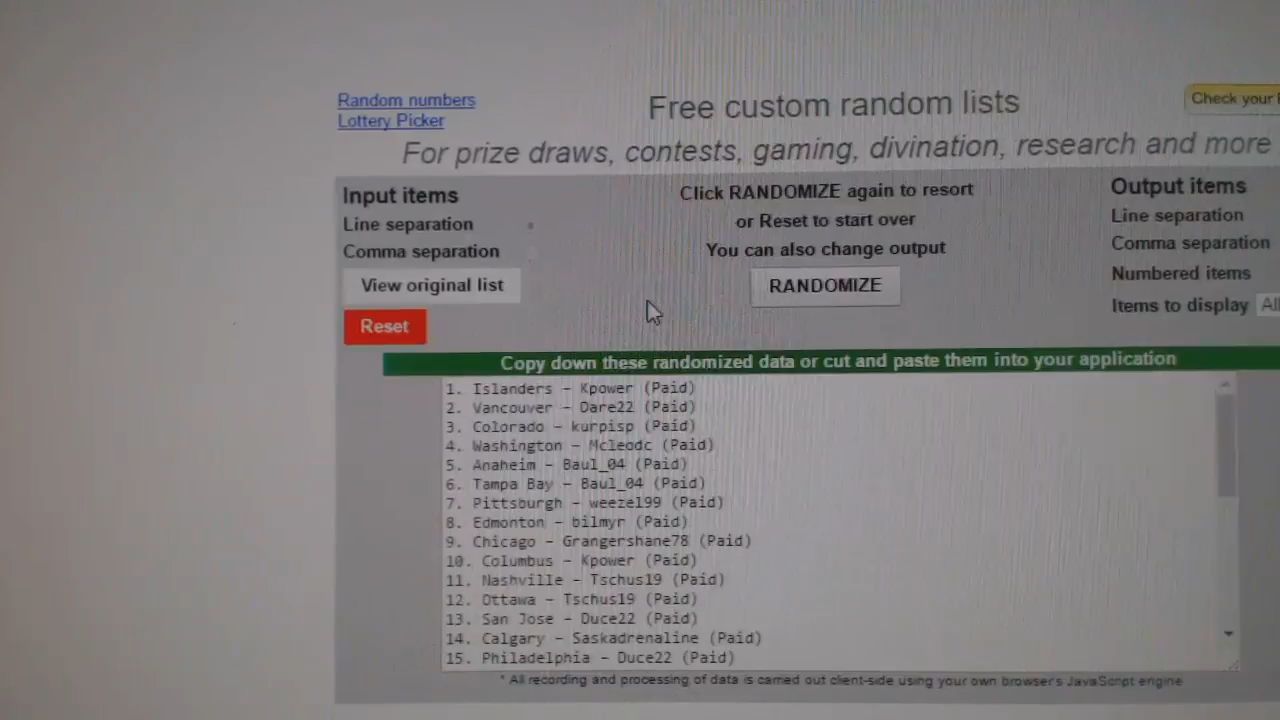 Random numbers
Lottery Picker
Free custom random lists
Check your
For prize draws, contests, gaming, divination, research and more
Input items
Line separation
Comma separation
View original list
Reset
Click RANDOMIZE again to resort
or Reset to start over
You can also change output
RANDOMIZE
Output items
Line separation
Comma separation
Numbered items
Items to display All
Copy down these randomized data or cut and paste them into your application
1. Islanders - Kpower (Paid)
2. Vancouver - Dare22 (Paid)
3. Colorado - kurpisp (Paid)
4. Washington - Mcleodc (Paid)
5. Anaheim - Baul_04 (Paid)
6. Tampa Bay - Baul_04 (Paid)
7. Pittsburgh - weezel99 (Paid)
8. Edmonton - bilmyr (Paid)
9. Chicago - Grangershane78 (Paid)
10. Columbus - Kpower (Paid)
11. Nashville - Tschus19 (Paid)
12. Ottawa - Tschus19 (Paid)
13. San Jose - Duce22 (Paid)
14. Calgary - Saskadrenaline (Paid)
15. Philadelphia - Duce22 (Paid)
* All recording and processing of data is carried out client-side using your own browser's JavaScript engine